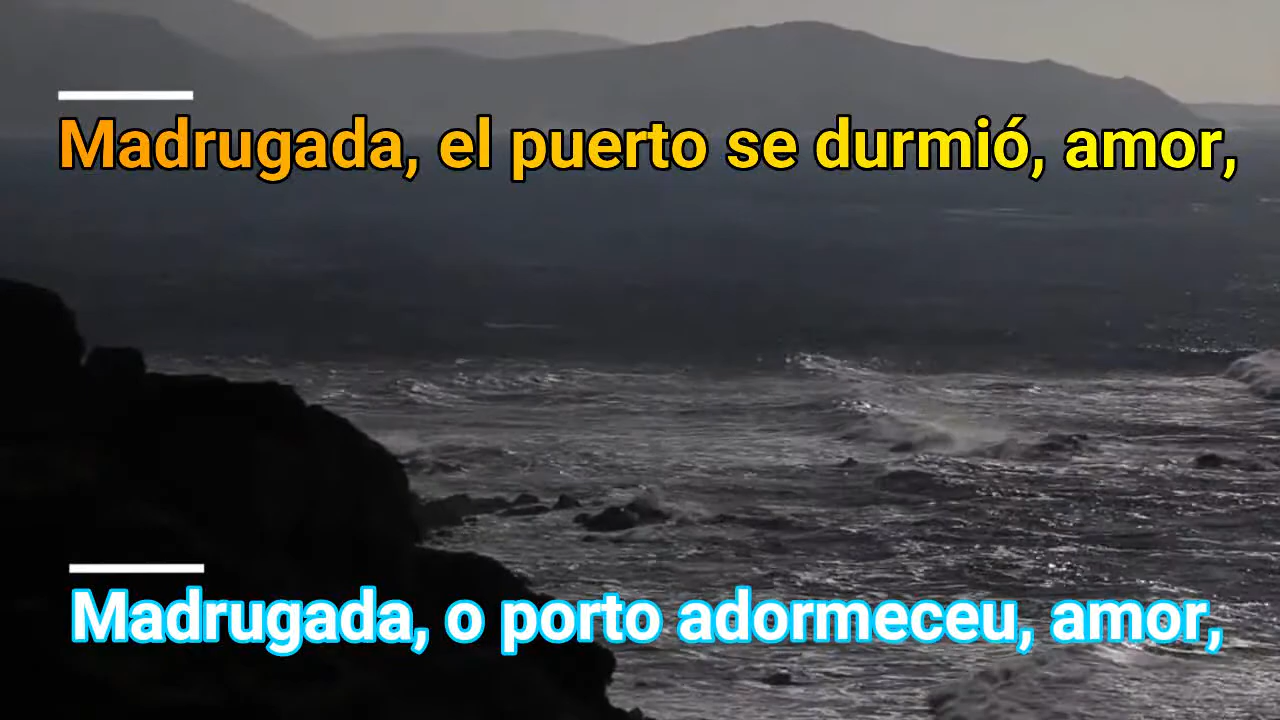 Madrugada, el puerto se durmió, amor,
Madrugada, o porto adormeceu, amor,